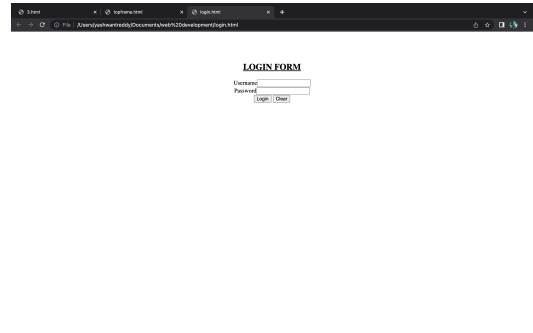 3.html
topframe.html
login.html
File /Users/jashwantreddy/Documents/web%20development/login.html
LOGIN FORM
Username
Password
Login Clear